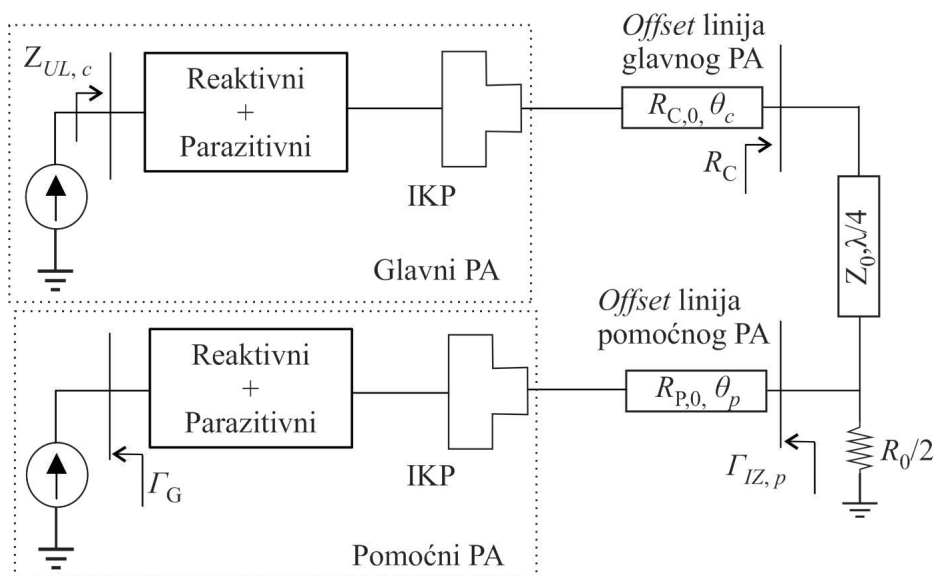 Z_{UL, c}
Reaktivni
+
Parazitivni
IKP
Glavni PA
Offset linija
glavnog PA
R_{C,0}, θ_c
R_C
Z_0, λ/4
Reaktivni
+
Parazitivni
Γ_G
IKP
Pomoćni PA
Offset linija
pomoćnog PA
R_{P,0}, θ_p
Γ_{IZ, p}
R_0/2